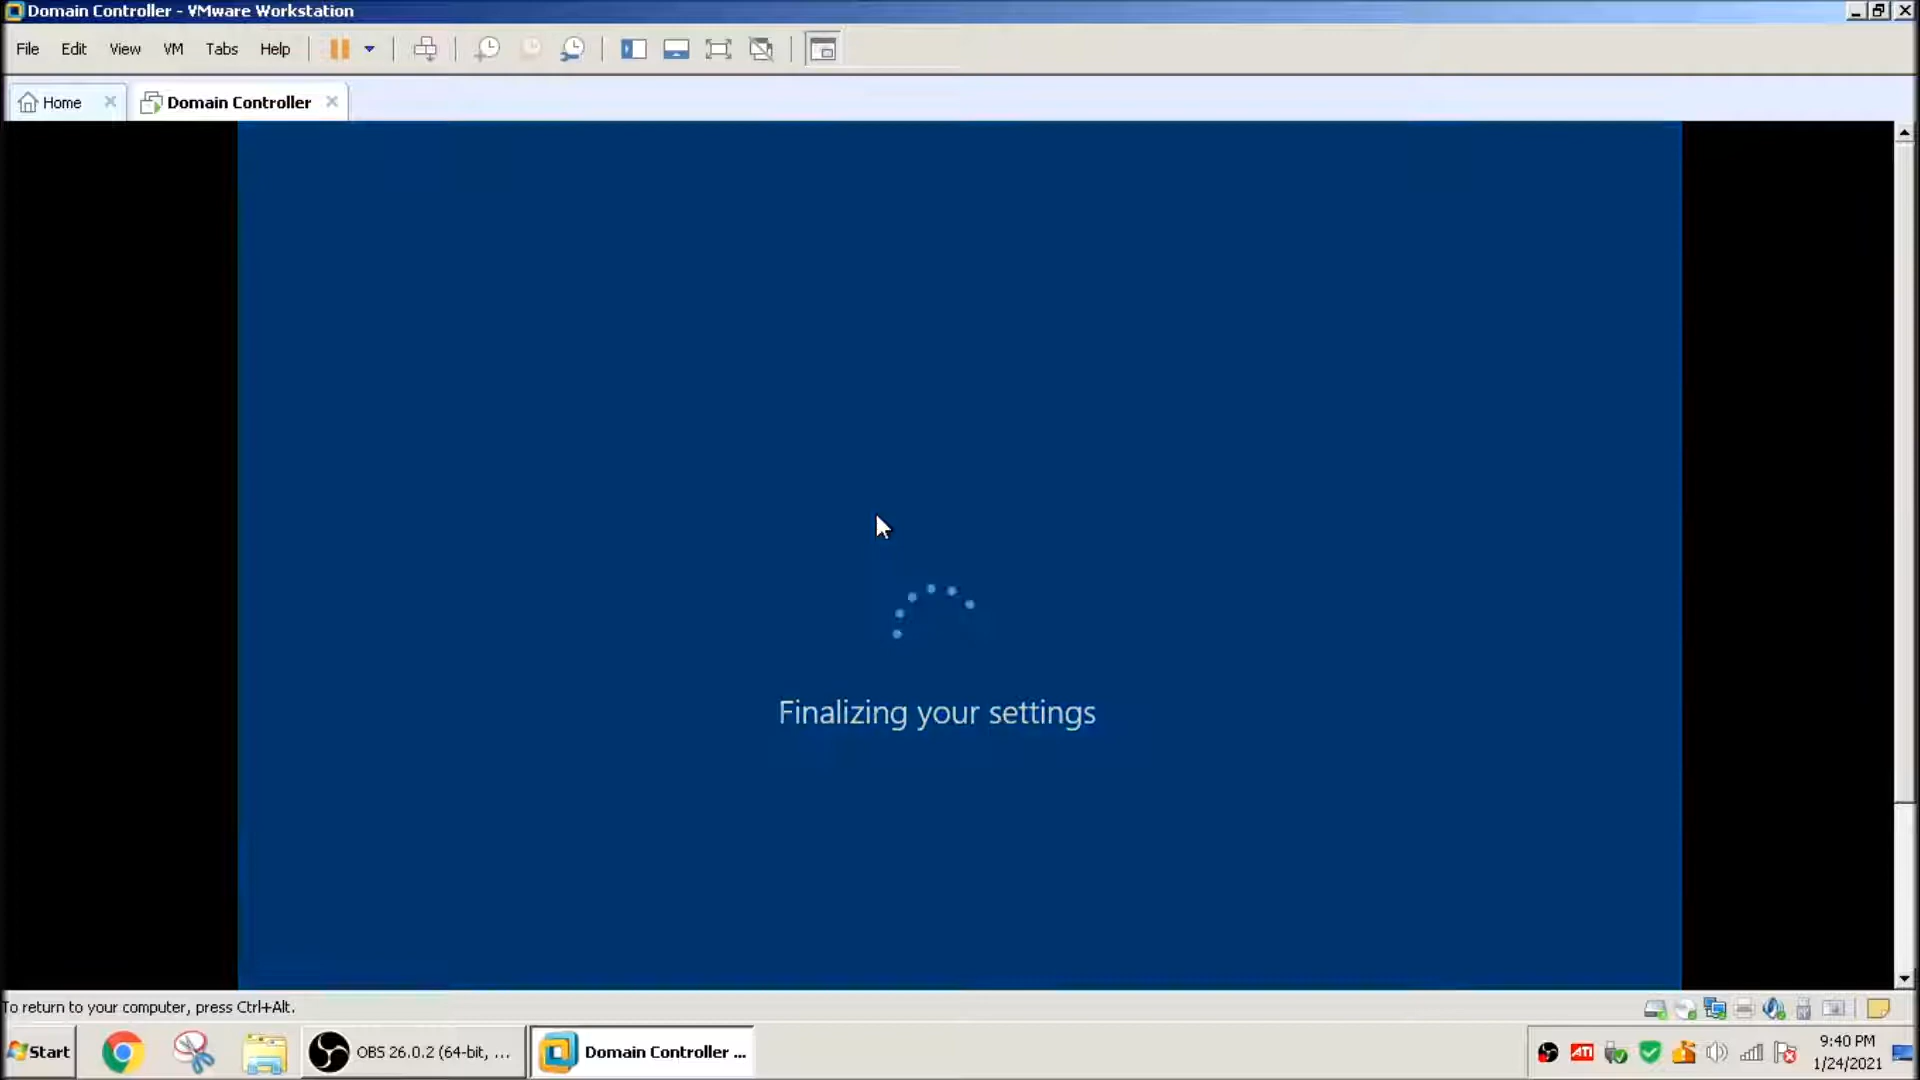 Domain Controller - VMware Workstation
File Edit View VM Tabs Help
Home
Domain Controller
Finalizing your settings
To return to your computer, press Ctrl+Alt.
Start
OBS 26.0.2 (64-bit, ...
Domain Controller ...
ATI
9:40 PM
1/24/2021